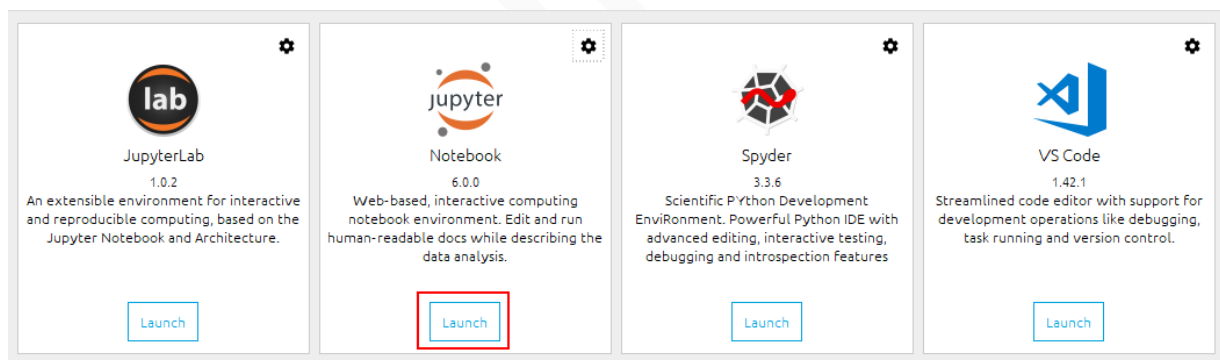 lab
JupyterLab
1.0.2
An extensible environment for interactive
and reproducible computing, based on the
Jupyter Notebook and Architecture.
Launch
jupyter
Notebook
6.0.0
Web-based, interactive computing
notebook environment. Edit and run
human-readable docs while describing the
data analysis.
Launch
Spyder
3.3.6
Scientific PYthon Development
EnviRonment. Powerful Python IDE with
advanced editing, interactive testing,
debugging and introspection features
Launch
VS Code
1.42.1
Streamlined code editor with support for
development operations like debugging,
task running and version control.
Launch